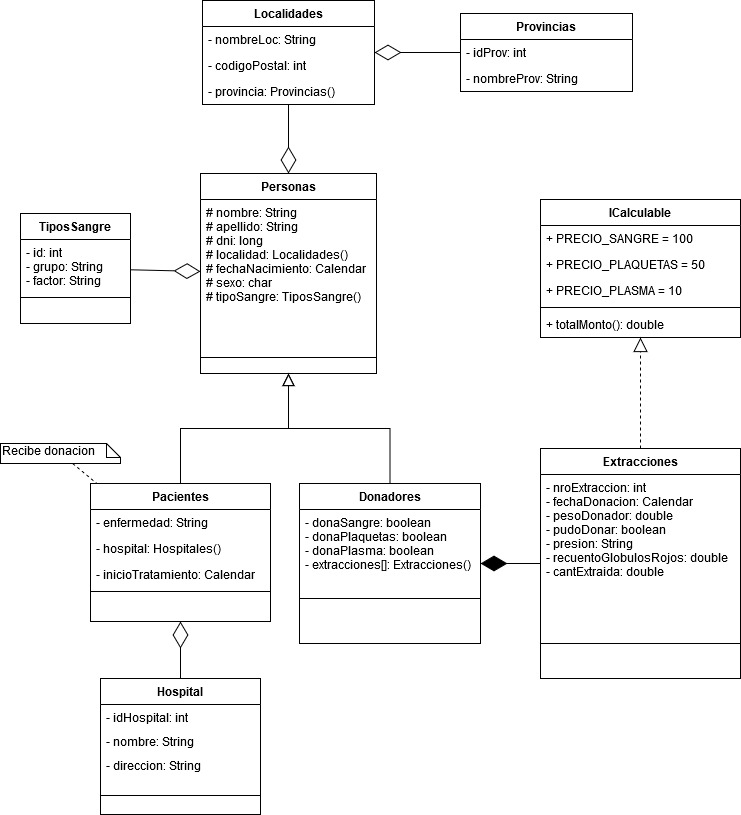 Localidades
- nombreLoc: String
- codigoPostal: int
- provincia: Provincias()
Provincias
- idProv: int
- nombreProv: String
Personas
# nombre: String
# apellido: String
# dni: long
# localidad: Localidades()
# fechaNacimiento: Calendar
# sexo: char
# tipoSangre: TiposSangre()
TiposSangre
- id: int
- grupo: String
- factor: String
ICalculable
+ PRECIO_SANGRE = 100
+ PRECIO_PLAQUETAS = 50
+ PRECIO_PLASMA = 10
+ totalMonto(): double
Recibe donacion
Pacientes
- enfermedad: String
- hospital: Hospitales()
- inicioTratamiento: Calendar
Donadores
- donaSangre: boolean
- donaPlaquetas: boolean
- donaPlasma: boolean
- extracciones[]: Extracciones()
Extracciones
- nroExtraccion: int
- fechaDonacion: Calendar
- pesoDonador: double
- pudoDonar: boolean
- presion: String
- recuentoGlobulosRojos: double
- cantExtraida: double
Hospital
- idHospital: int
- nombre: String
- direccion: String